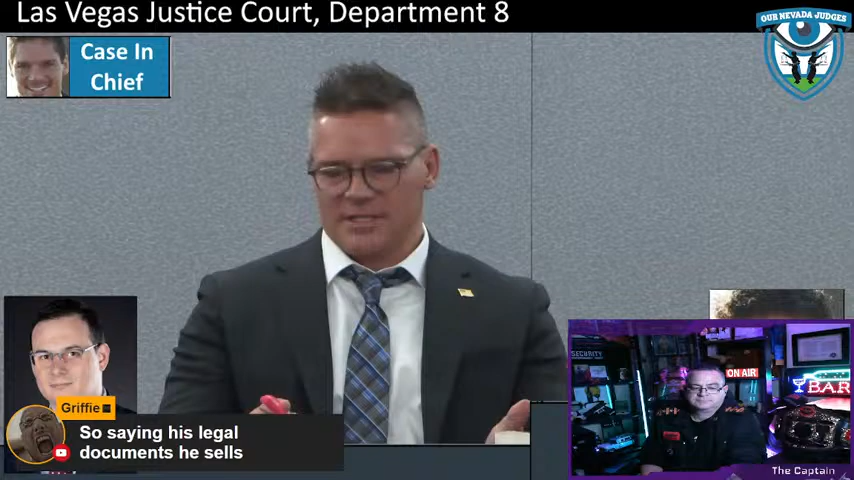 Las Vegas Justice Court, Department 8
OUR NEVADA JUDGES
Case In
Chief
SECURITY
ON AIR
BAR
Griffie
So saying his legal
documents he sells
The Captain